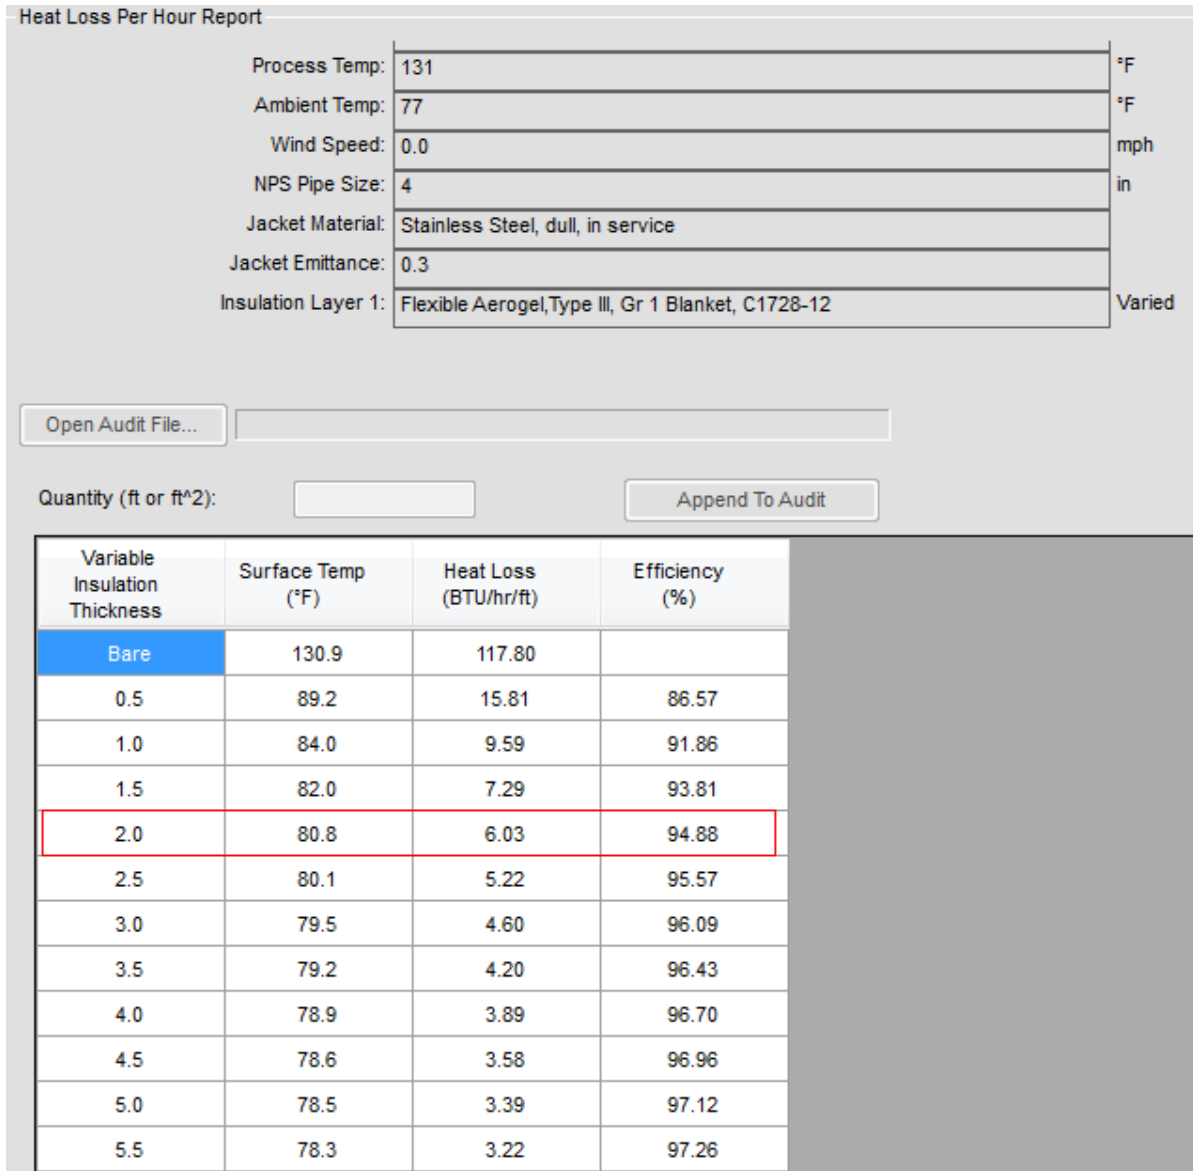 Heat Loss Per Hour Report
Process Temp: 131 °F
Ambient Temp: 77 °F
Wind Speed: 0.0 mph
NPS Pipe Size: 4 in
Jacket Material: Stainless Steel, dull, in service
Jacket Emittance: 0.3
Insulation Layer 1: Flexible Aerogel,Type III, Gr 1 Blanket, C1728-12 Varied
Open Audit File...
Quantity (ft or ft^2): Append To Audit
Variable
Insulation Surface Temp Heat Loss Efficiency
Thickness (°F) (BTU/hr/ft) (%)
Bare 130.9 117.80
0.5 89.2 15.81 86.57
1.0 84.0 9.59 91.86
1.5 82.0 7.29 93.81
2.0 80.8 6.03 94.88
2.5 80.1 5.22 95.57
3.0 79.5 4.60 96.09
3.5 79.2 4.20 96.43
4.0 78.9 3.89 96.70
4.5 78.6 3.58 96.96
5.0 78.5 3.39 97.12
5.5 78.3 3.22 97.26